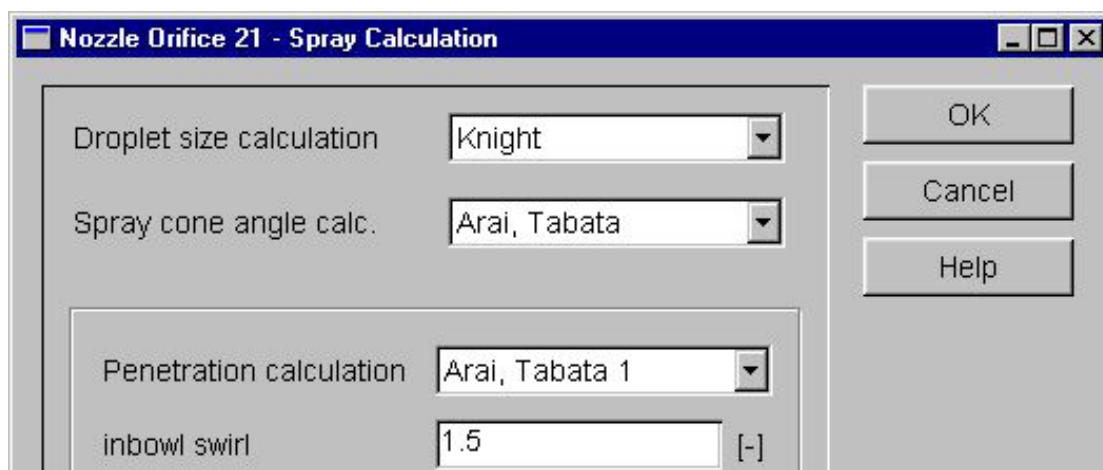 Nozzle Orifice 21 - Spray Calculation
Droplet size calculation Knight
OK
Spray cone angle calc. Arai, Tabata
Cancel
Help
Penetration calculation Arai, Tabata 1
inbowl swirl 1.5 [-]